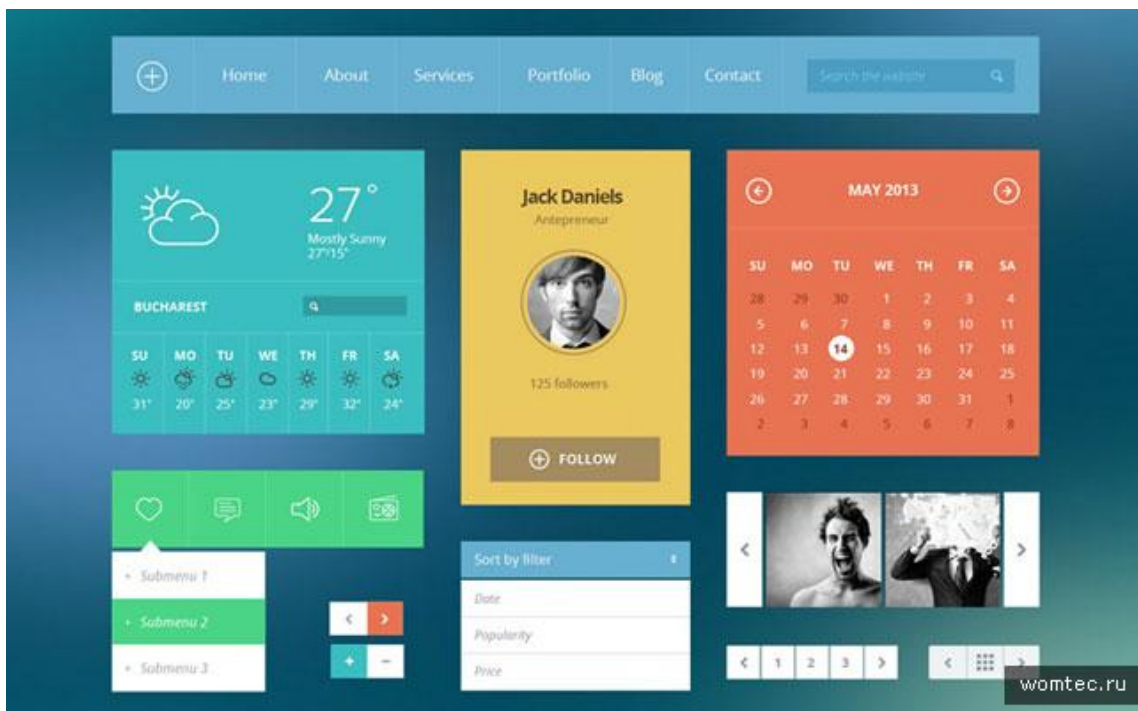 Home About Services Portfolio Blog Contact Search the website
27°
Mostly Sunny
27°/15°
BUCHAREST
SU MO TU WE TH FR SA
31° 20° 25° 23° 29° 32° 24°
Jack Daniels
Antepreneur
125 followers
FOLLOW
MAY 2013
SU MO TU WE TH FR SA
28 29 30 1 2 3 4
5 6 7 8 9 10 11
12 13 14 15 16 17 18
19 20 21 22 23 24 25
26 27 28 29 30 31 1
2 3 4 5 6 7 8
Submenu 1
Submenu 2
Submenu 3
Sort by filter
Date
Popularity
Price
1 2 3
womtec.ru